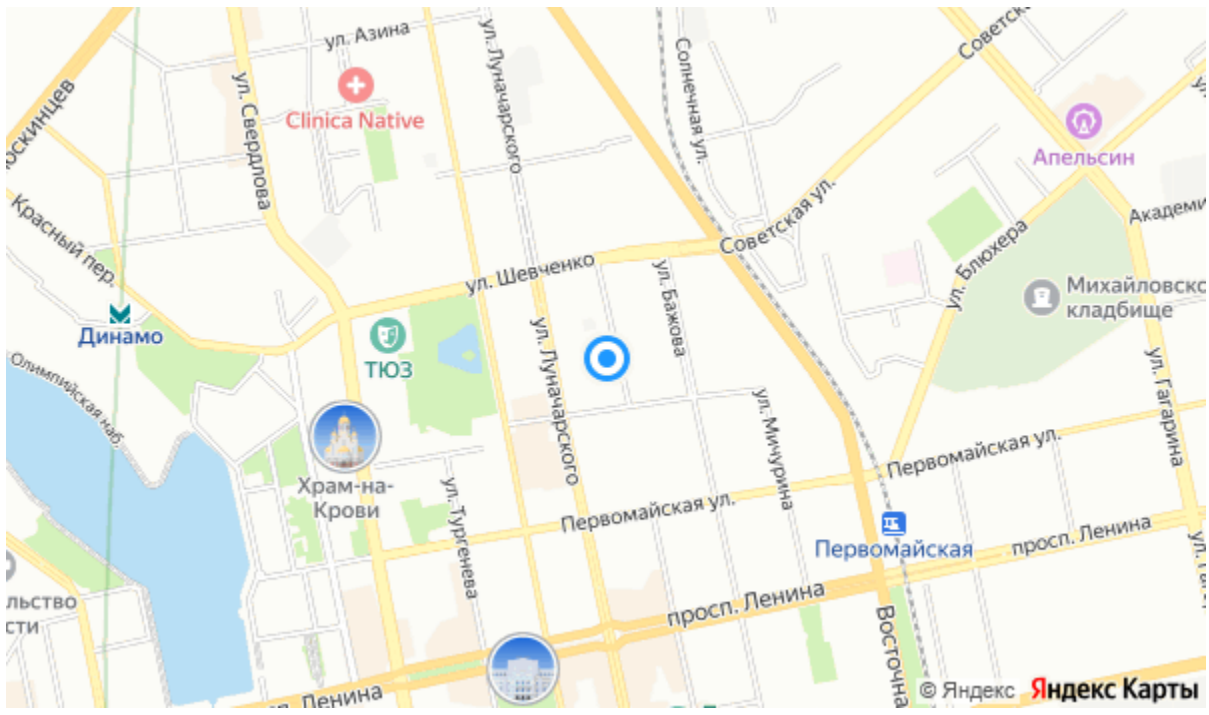 ул. Азина
ул. Луначарского
Солнечная ул.
Советск
Clinica Native
ул. Свердлова
Апельсин
Советская ул.
Академи
Красный пер.
ул. Шевченко
ул. Блюхера
Михайловско
кладбище
Динамо
ул. Бажова
ТЮЗ
ул. Луначарского
Олимпийская наб.
ул. Гагарина
ул. Мичурина
Первомайская ул.
Храм-на-
Крови
Первомайская ул.
ул. Тургенева
Первомайская
просп. Ленина
просп. Ленина
льство
сти
Восточна
п. Ленина
© Яндекс Яндекс Карты